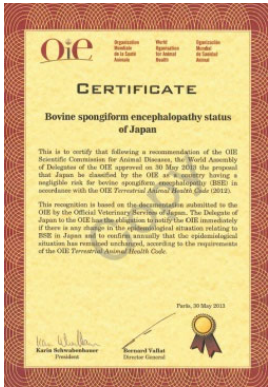 Oie
Organisation World Organización
Mondiale Organisation Mundial
de la Santé for Animal de Sanidad
Animale Health Animal
CERTIFICATE
Bovine spongiform encephalopathy status
of Japan
This is to certify that following a recommendation of the OIE
Scientific Commission for Animal Diseases, the World Assembly
of Delegates of the OIE approved on 30 May 2013 the proposal
that Japan be classified by the OIE as a country having a
negligible risk for bovine spongiform encephalopathy (BSE) in
accordance with the OIE Terrestrial Animal Health Code (2012).
This recognition is based on the documentation submitted to the
OIE by the Official Veterinary Services of Japan. The Delegate of
Japan to the OIE has the obligation to notify the OIE immediately
if there is any change in the epidemiological situation relating to
BSE in Japan and to confirm annually that the epidemiological
situation has remained unchanged, according to the requirements
of the OIE Terrestrial Animal Health Code.
Copy
Paris, 30 May 2013
Karin Schwabenbauer Bernard Vallat
President Director General